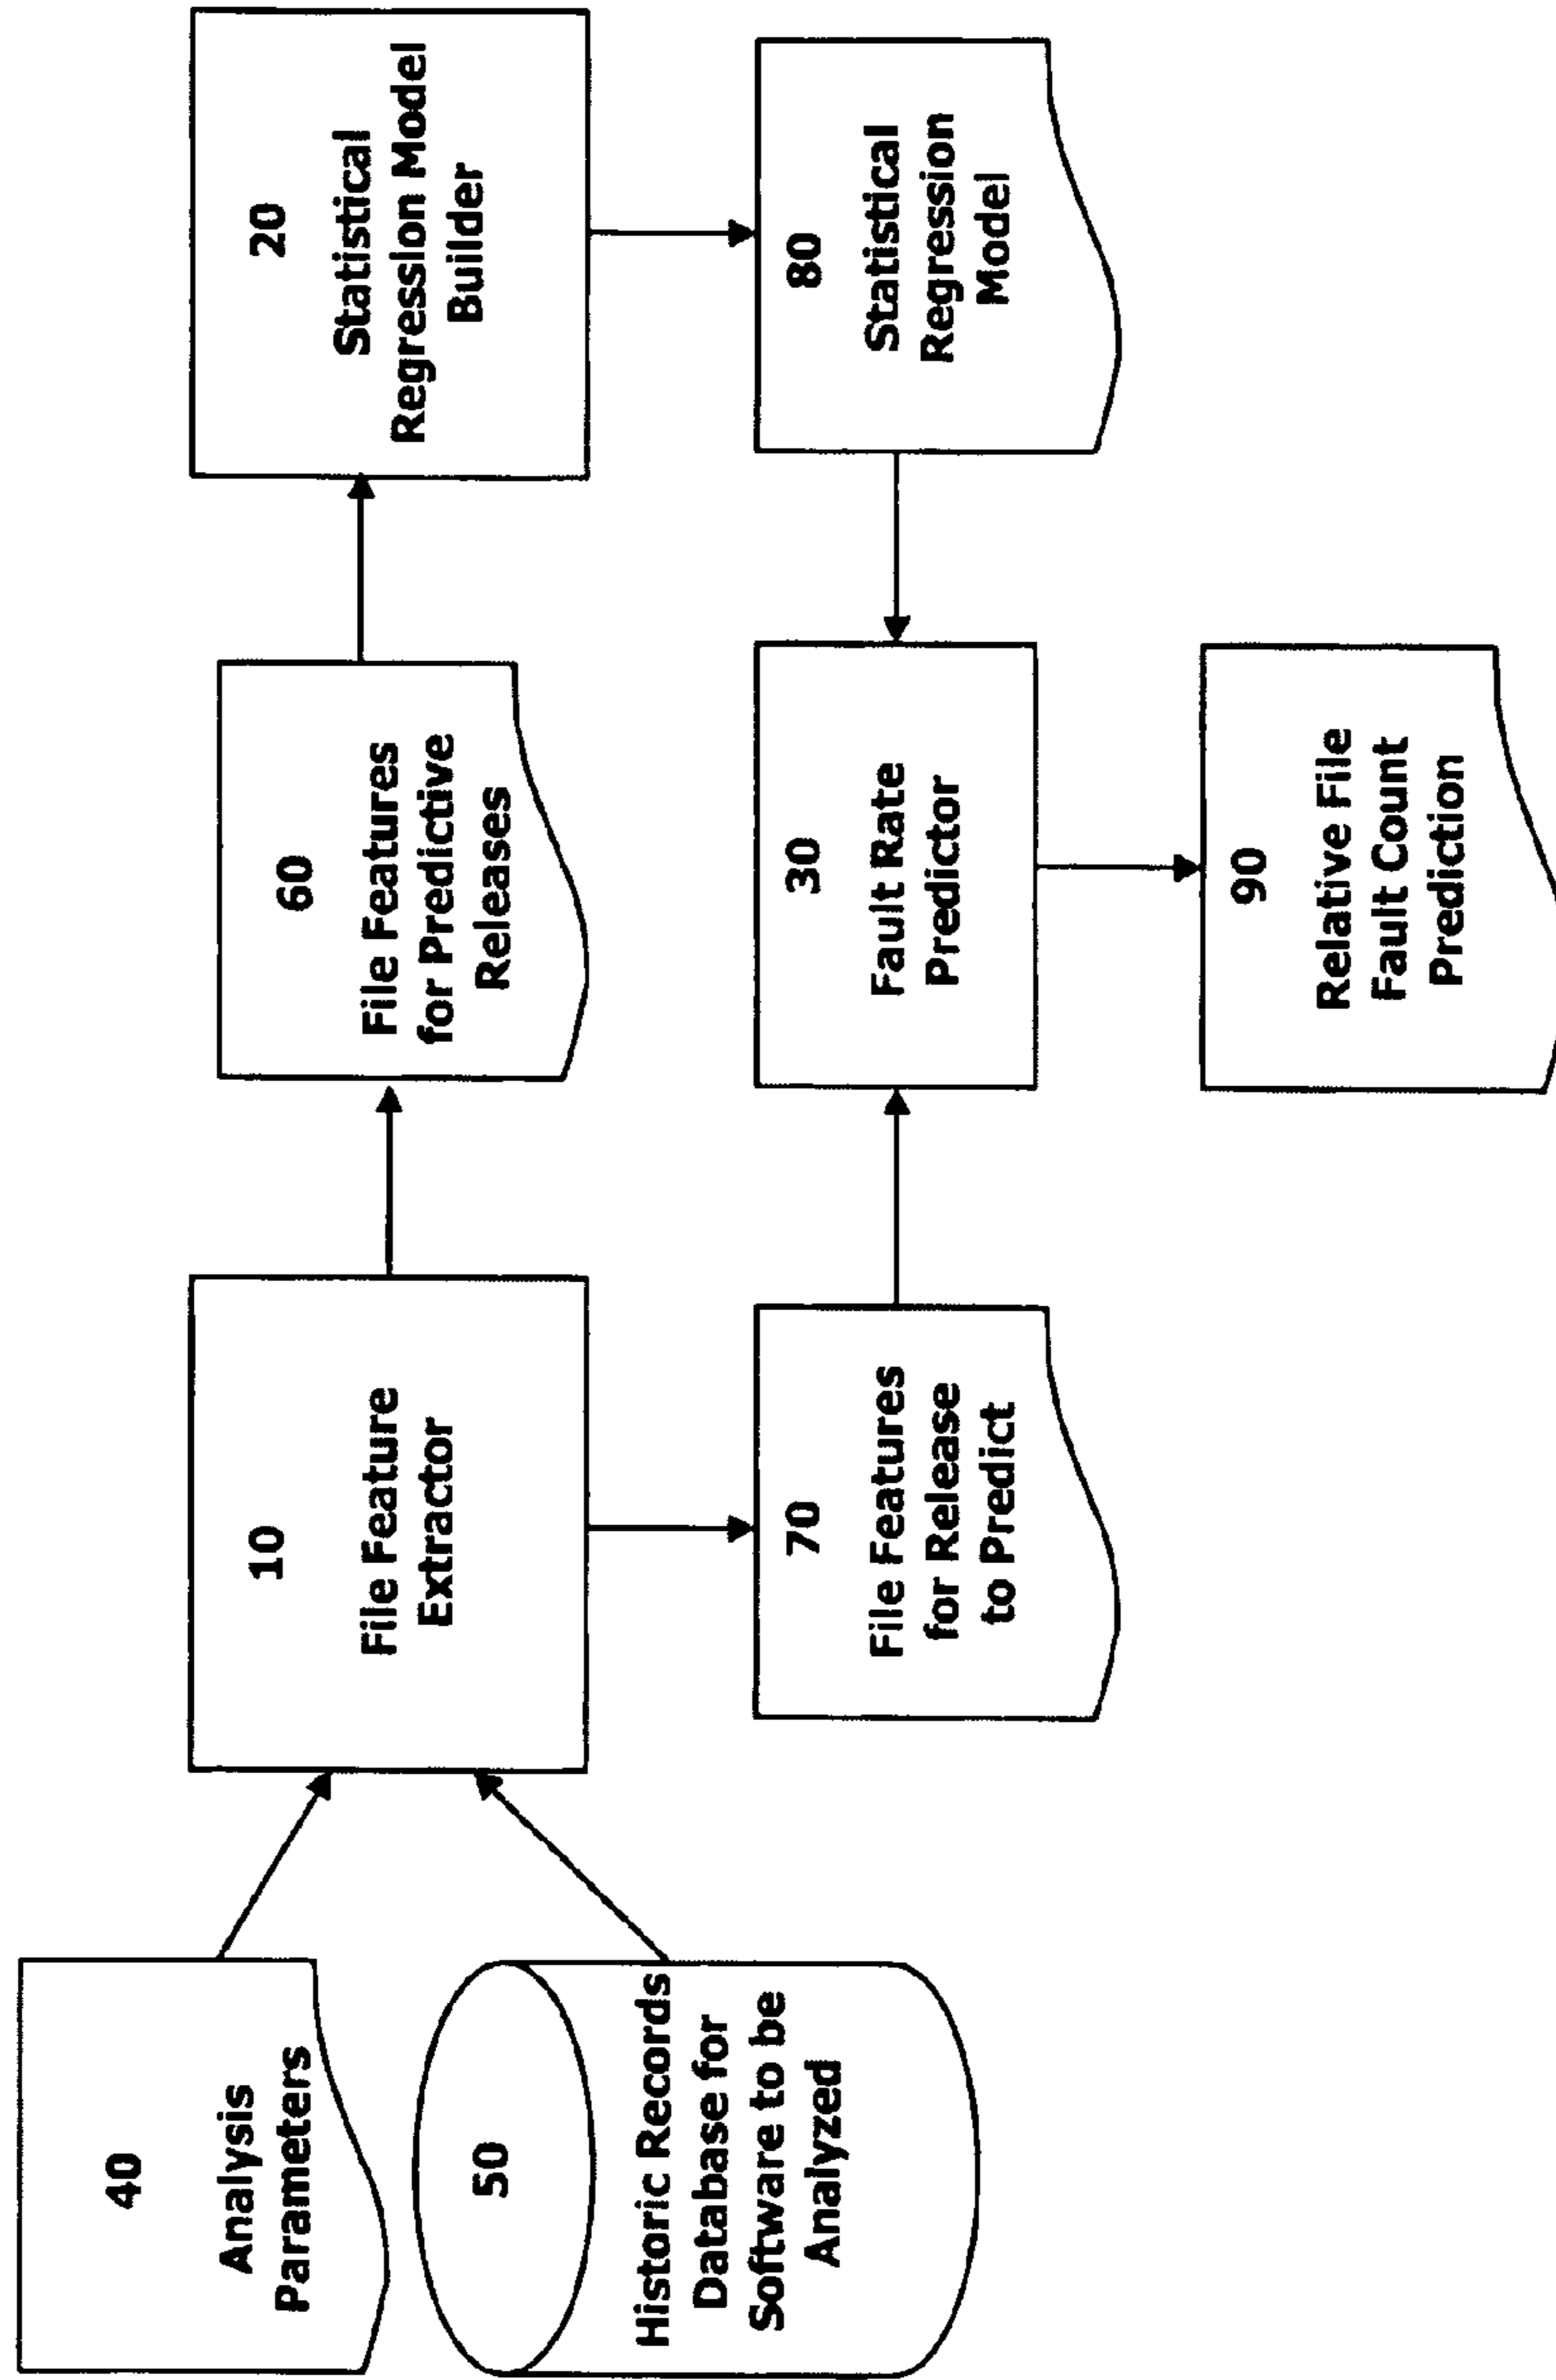 40
Analysis
Parameters
50
Historic Records
Database for
Software to be
Analyzed
10
File Feature
Extractor
60
File Features
for Predictive
Releases
20
Statistical
Regression Model
Builder
70
File Features
for Release
to Predict
30
Fault Rate
Predictor
80
Statistical
Regression
Model
90
Relative File
Fault Count
Prediction